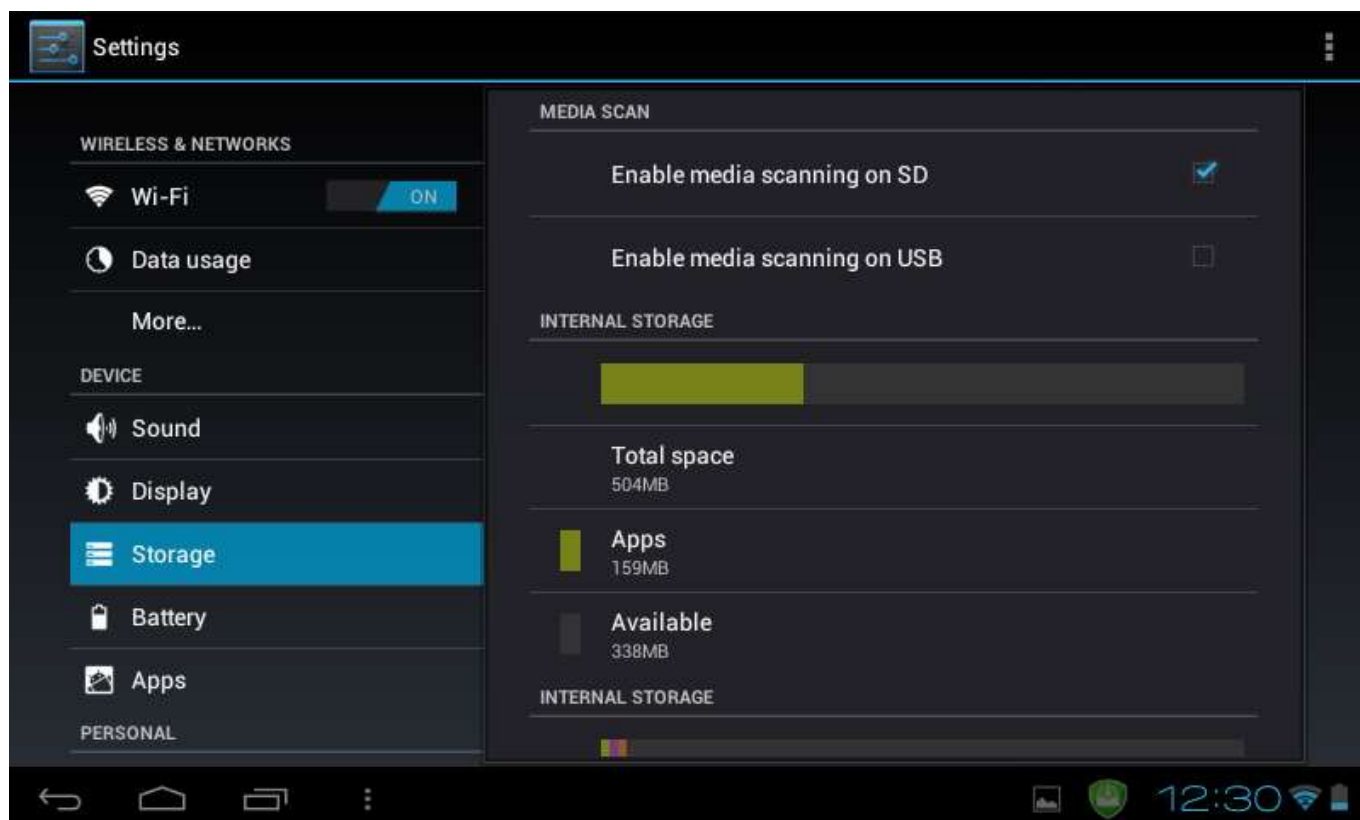 Settings
WIRELESS & NETWORKS
Wi-Fi
ON
Data usage
More...
DEVICE
Sound
Display
Storage
Battery
Apps
PERSONAL
MEDIA SCAN
Enable media scanning on SD
Enable media scanning on USB
INTERNAL STORAGE
Total space
504MB
Apps
159MB
Available
338MB
INTERNAL STORAGE
12:30